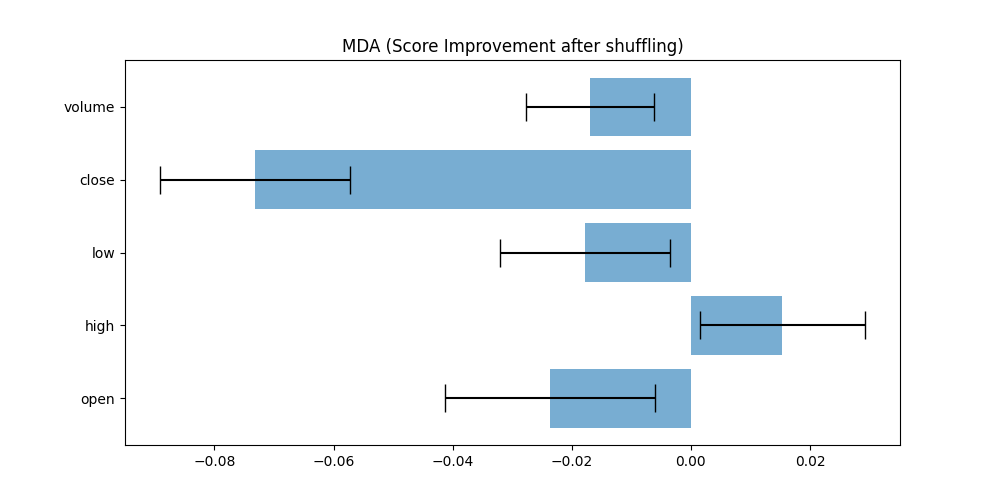 MDA (Score Improvement after shuffling)
volume
close
low
high
open
−0.08 −0.06 −0.04 −0.02 0.00 0.02